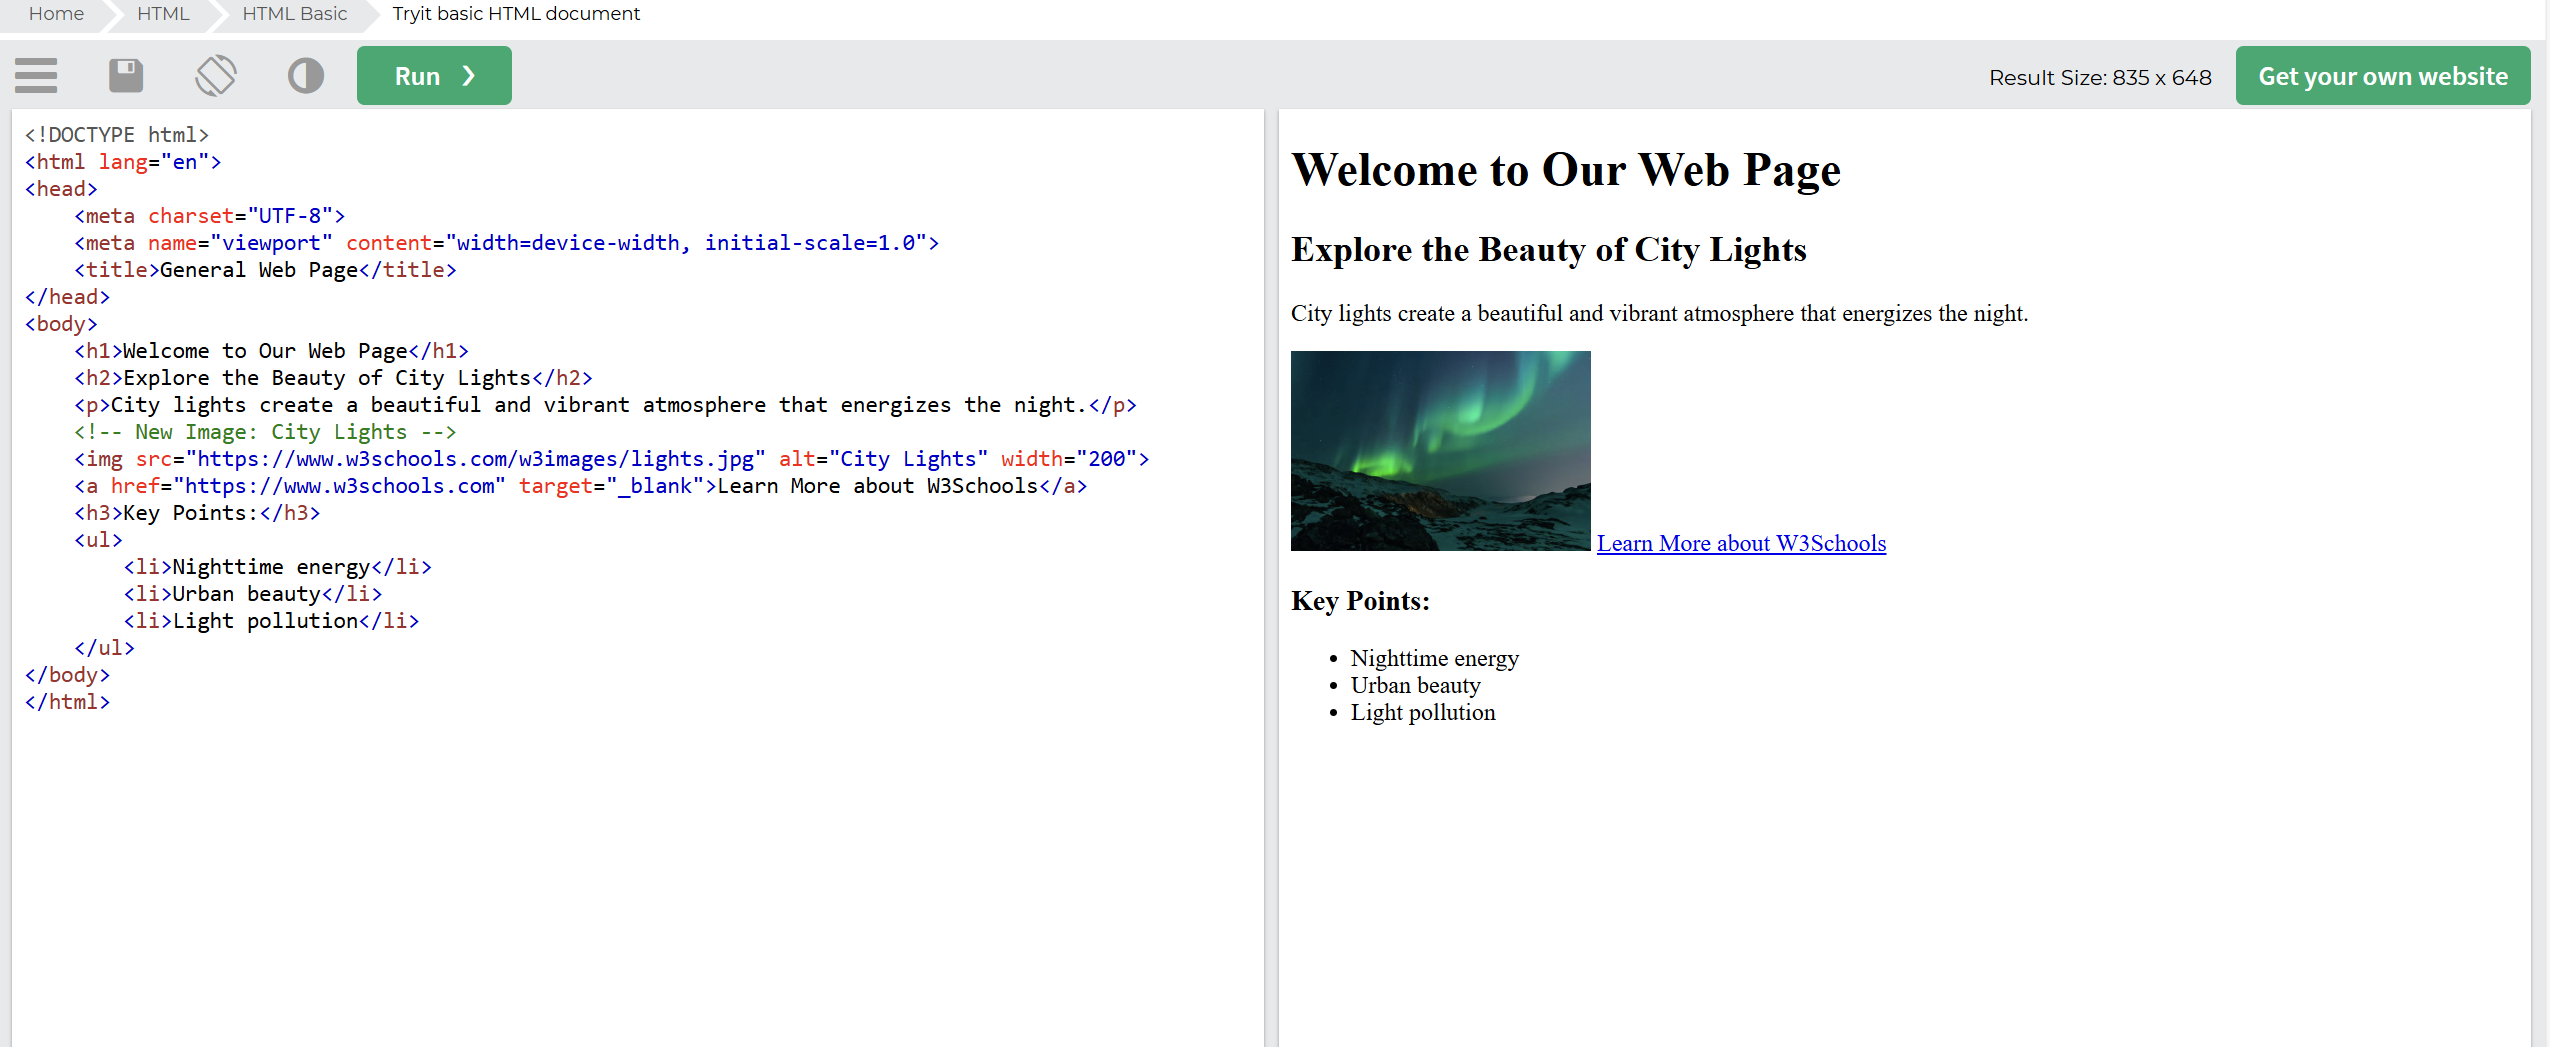 Home HTML HTML Basic Tryit basic HTML document
Run ❯ Result Size: 835 x 648 Get your own website
<!DOCTYPE html>
<html lang="en">
<head>
    <meta charset="UTF-8">
    <meta name="viewport" content="width=device-width, initial-scale=1.0">
    <title>General Web Page</title>
</head>
<body>
    <h1>Welcome to Our Web Page</h1>
    <h2>Explore the Beauty of City Lights</h2>
    <p>City lights create a beautiful and vibrant atmosphere that energizes the night.</p>
    <!-- New Image: City Lights -->
    <img src="https://www.w3schools.com/w3images/lights.jpg" alt="City Lights" width="200">
    <a href="https://www.w3schools.com" target="_blank">Learn More about W3Schools</a>
    <h3>Key Points:</h3>
    <ul>
        <li>Nighttime energy</li>
        <li>Urban beauty</li>
        <li>Light pollution</li>
    </ul>
</body>
</html>
Welcome to Our Web Page
Explore the Beauty of City Lights
City lights create a beautiful and vibrant atmosphere that energizes the night.
Learn More about W3Schools
Key Points:
• Nighttime energy
• Urban beauty
• Light pollution